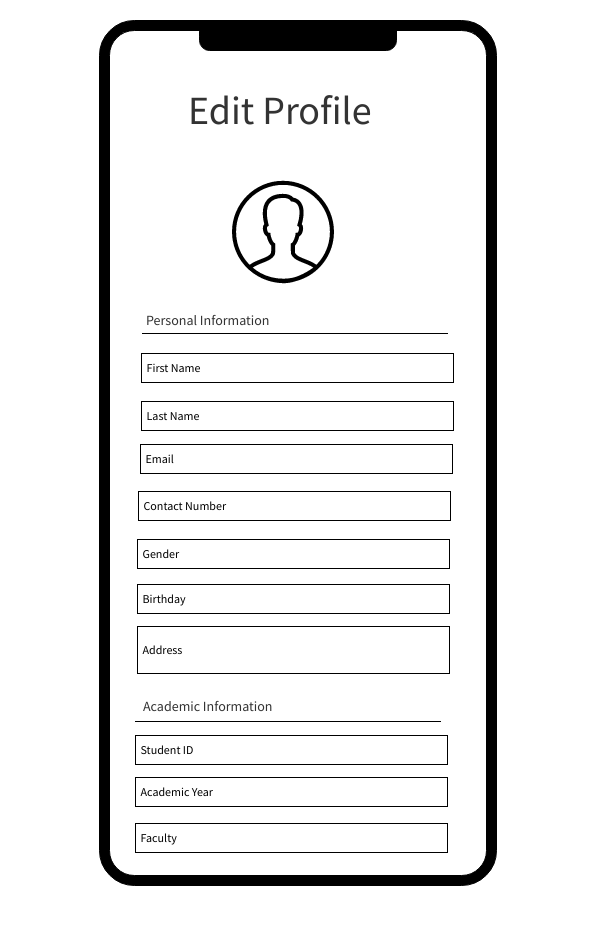 Edit Profile
Personal Information
First Name
Last Name
Email
Contact Number
Gender
Birthday
Address
Academic Information
Student ID
Academic Year
Faculty